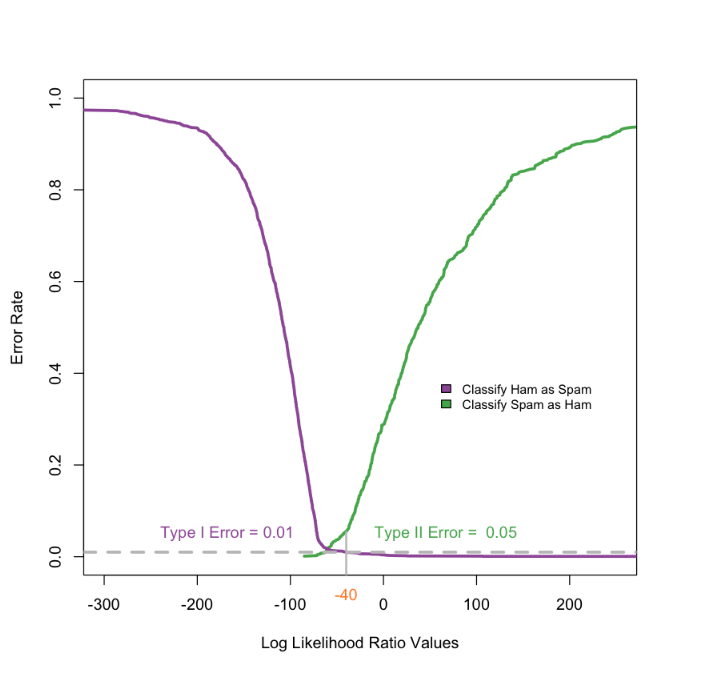 1.0
0.8
0.6
0.4
0.2
0.0
Error Rate
Classify Ham as Spam
Classify Spam as Ham
Type I Error = 0.01
Type II Error =  0.05
-300 -200 -100 -40 0 100 200
Log Likelihood Ratio Values